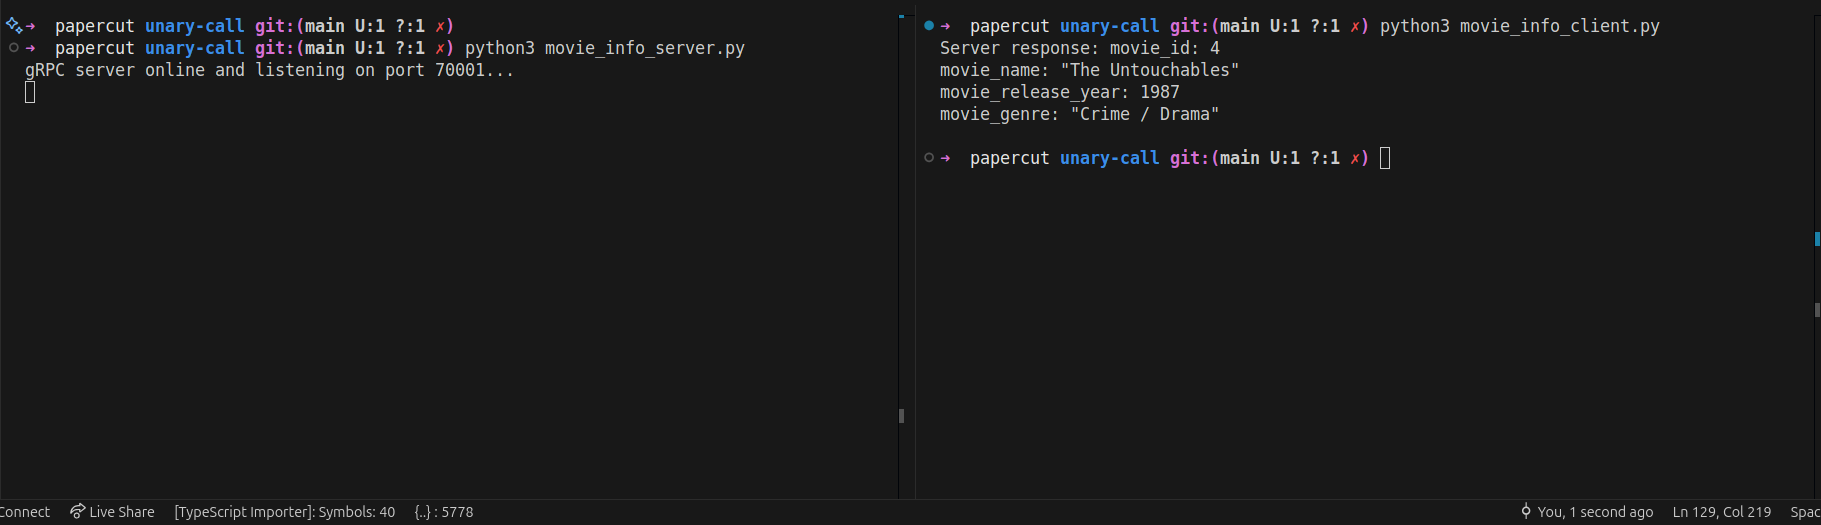 ➜  papercut unary-call git:(main U:1 ?:1 ✗)
➜  papercut unary-call git:(main U:1 ?:1 ✗) python3 movie_info_server.py
gRPC server online and listening on port 70001...
➜  papercut unary-call git:(main U:1 ?:1 ✗) python3 movie_info_client.py
Server response: movie_id: 4
movie_name: "The Untouchables"
movie_release_year: 1987
movie_genre: "Crime / Drama"
➜  papercut unary-call git:(main U:1 ?:1 ✗)
Connect Live Share [TypeScript Importer]: Symbols: 40 {..} : 5778 You, 1 second ago Ln 129, Col 219 Spac